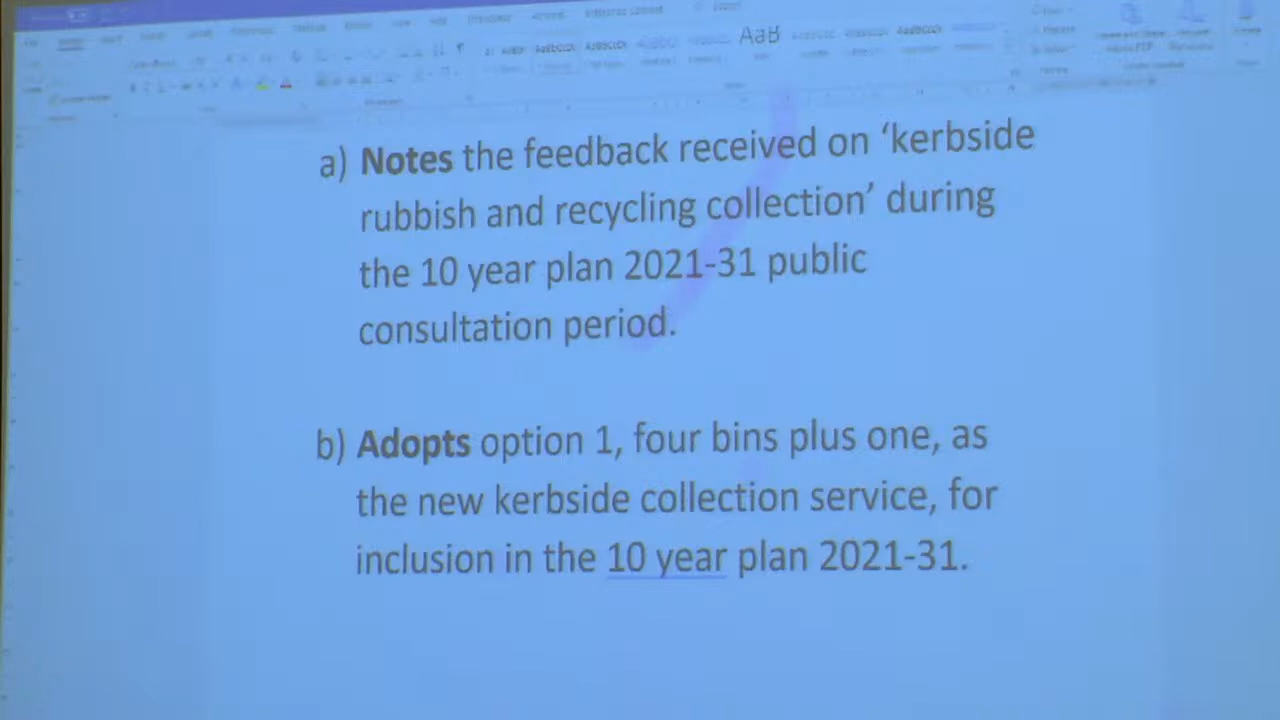 AaB
a) Notes the feedback received on ‘kerbside
rubbish and recycling collection’ during
the 10 year plan 2021-31 public
consultation period.
b) Adopts option 1, four bins plus one, as
the new kerbside collection service, for
inclusion in the 10 year plan 2021-31.